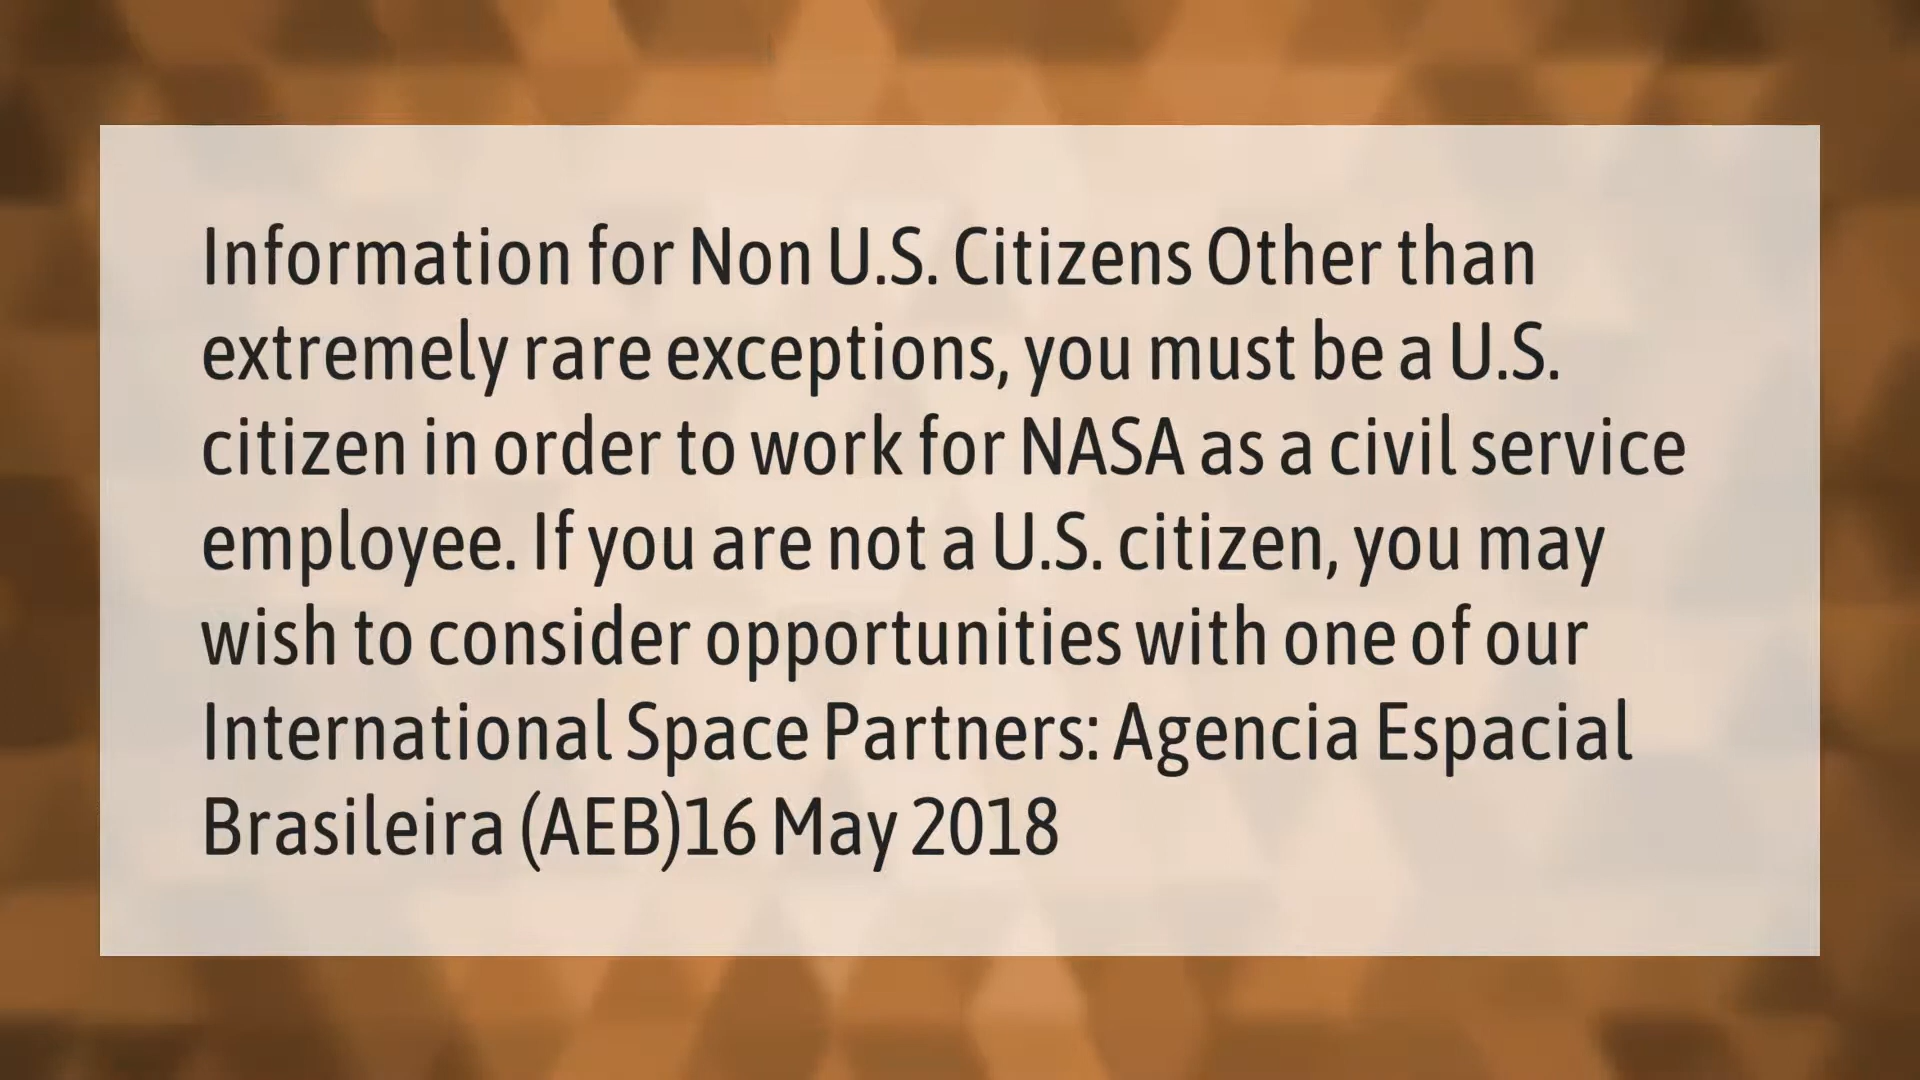 Information for Non U.S. Citizens Other than
extremely rare exceptions, you must be a U.S.
citizen in order to work for NASA as a civil service
employee. If you are not a U.S. citizen, you may
wish to consider opportunities with one of our
International Space Partners: Agencia Espacial
Brasileira (AEB)16 May 2018